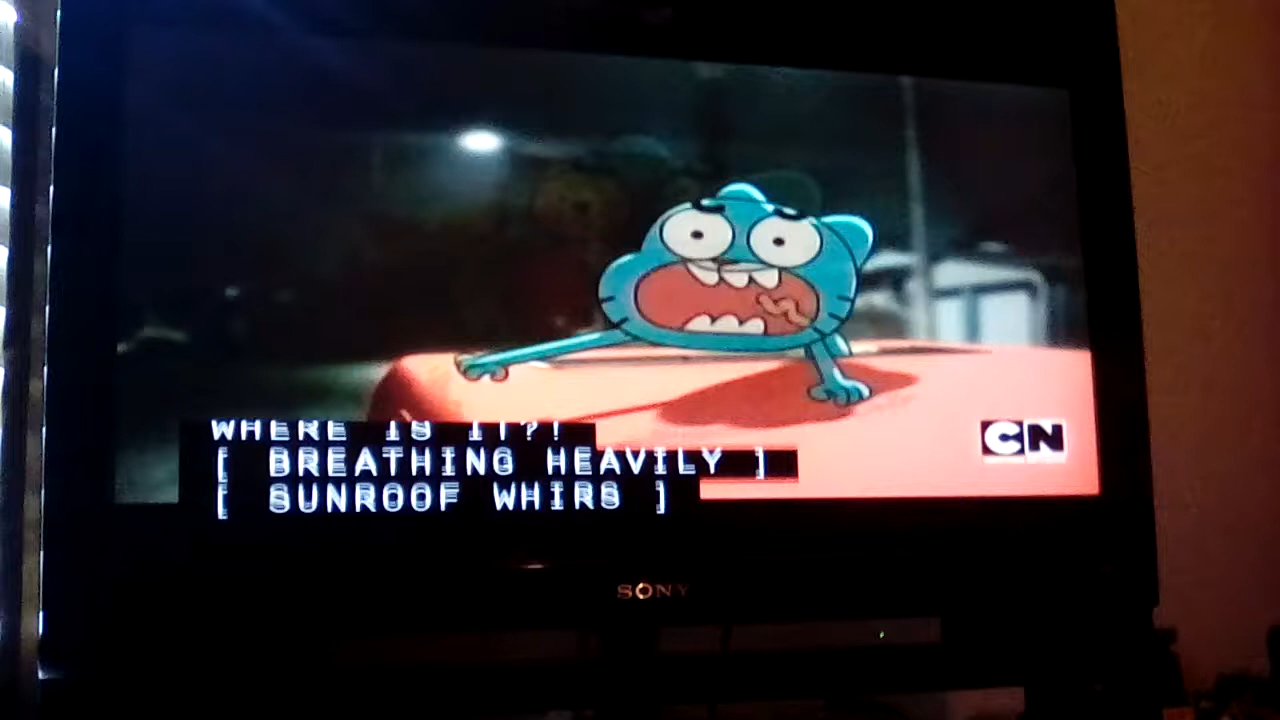 WHERE IS IT?!
[ BREATHING HEAVILY ]
[ SUNROOF WHIRS ]
CN
SONY